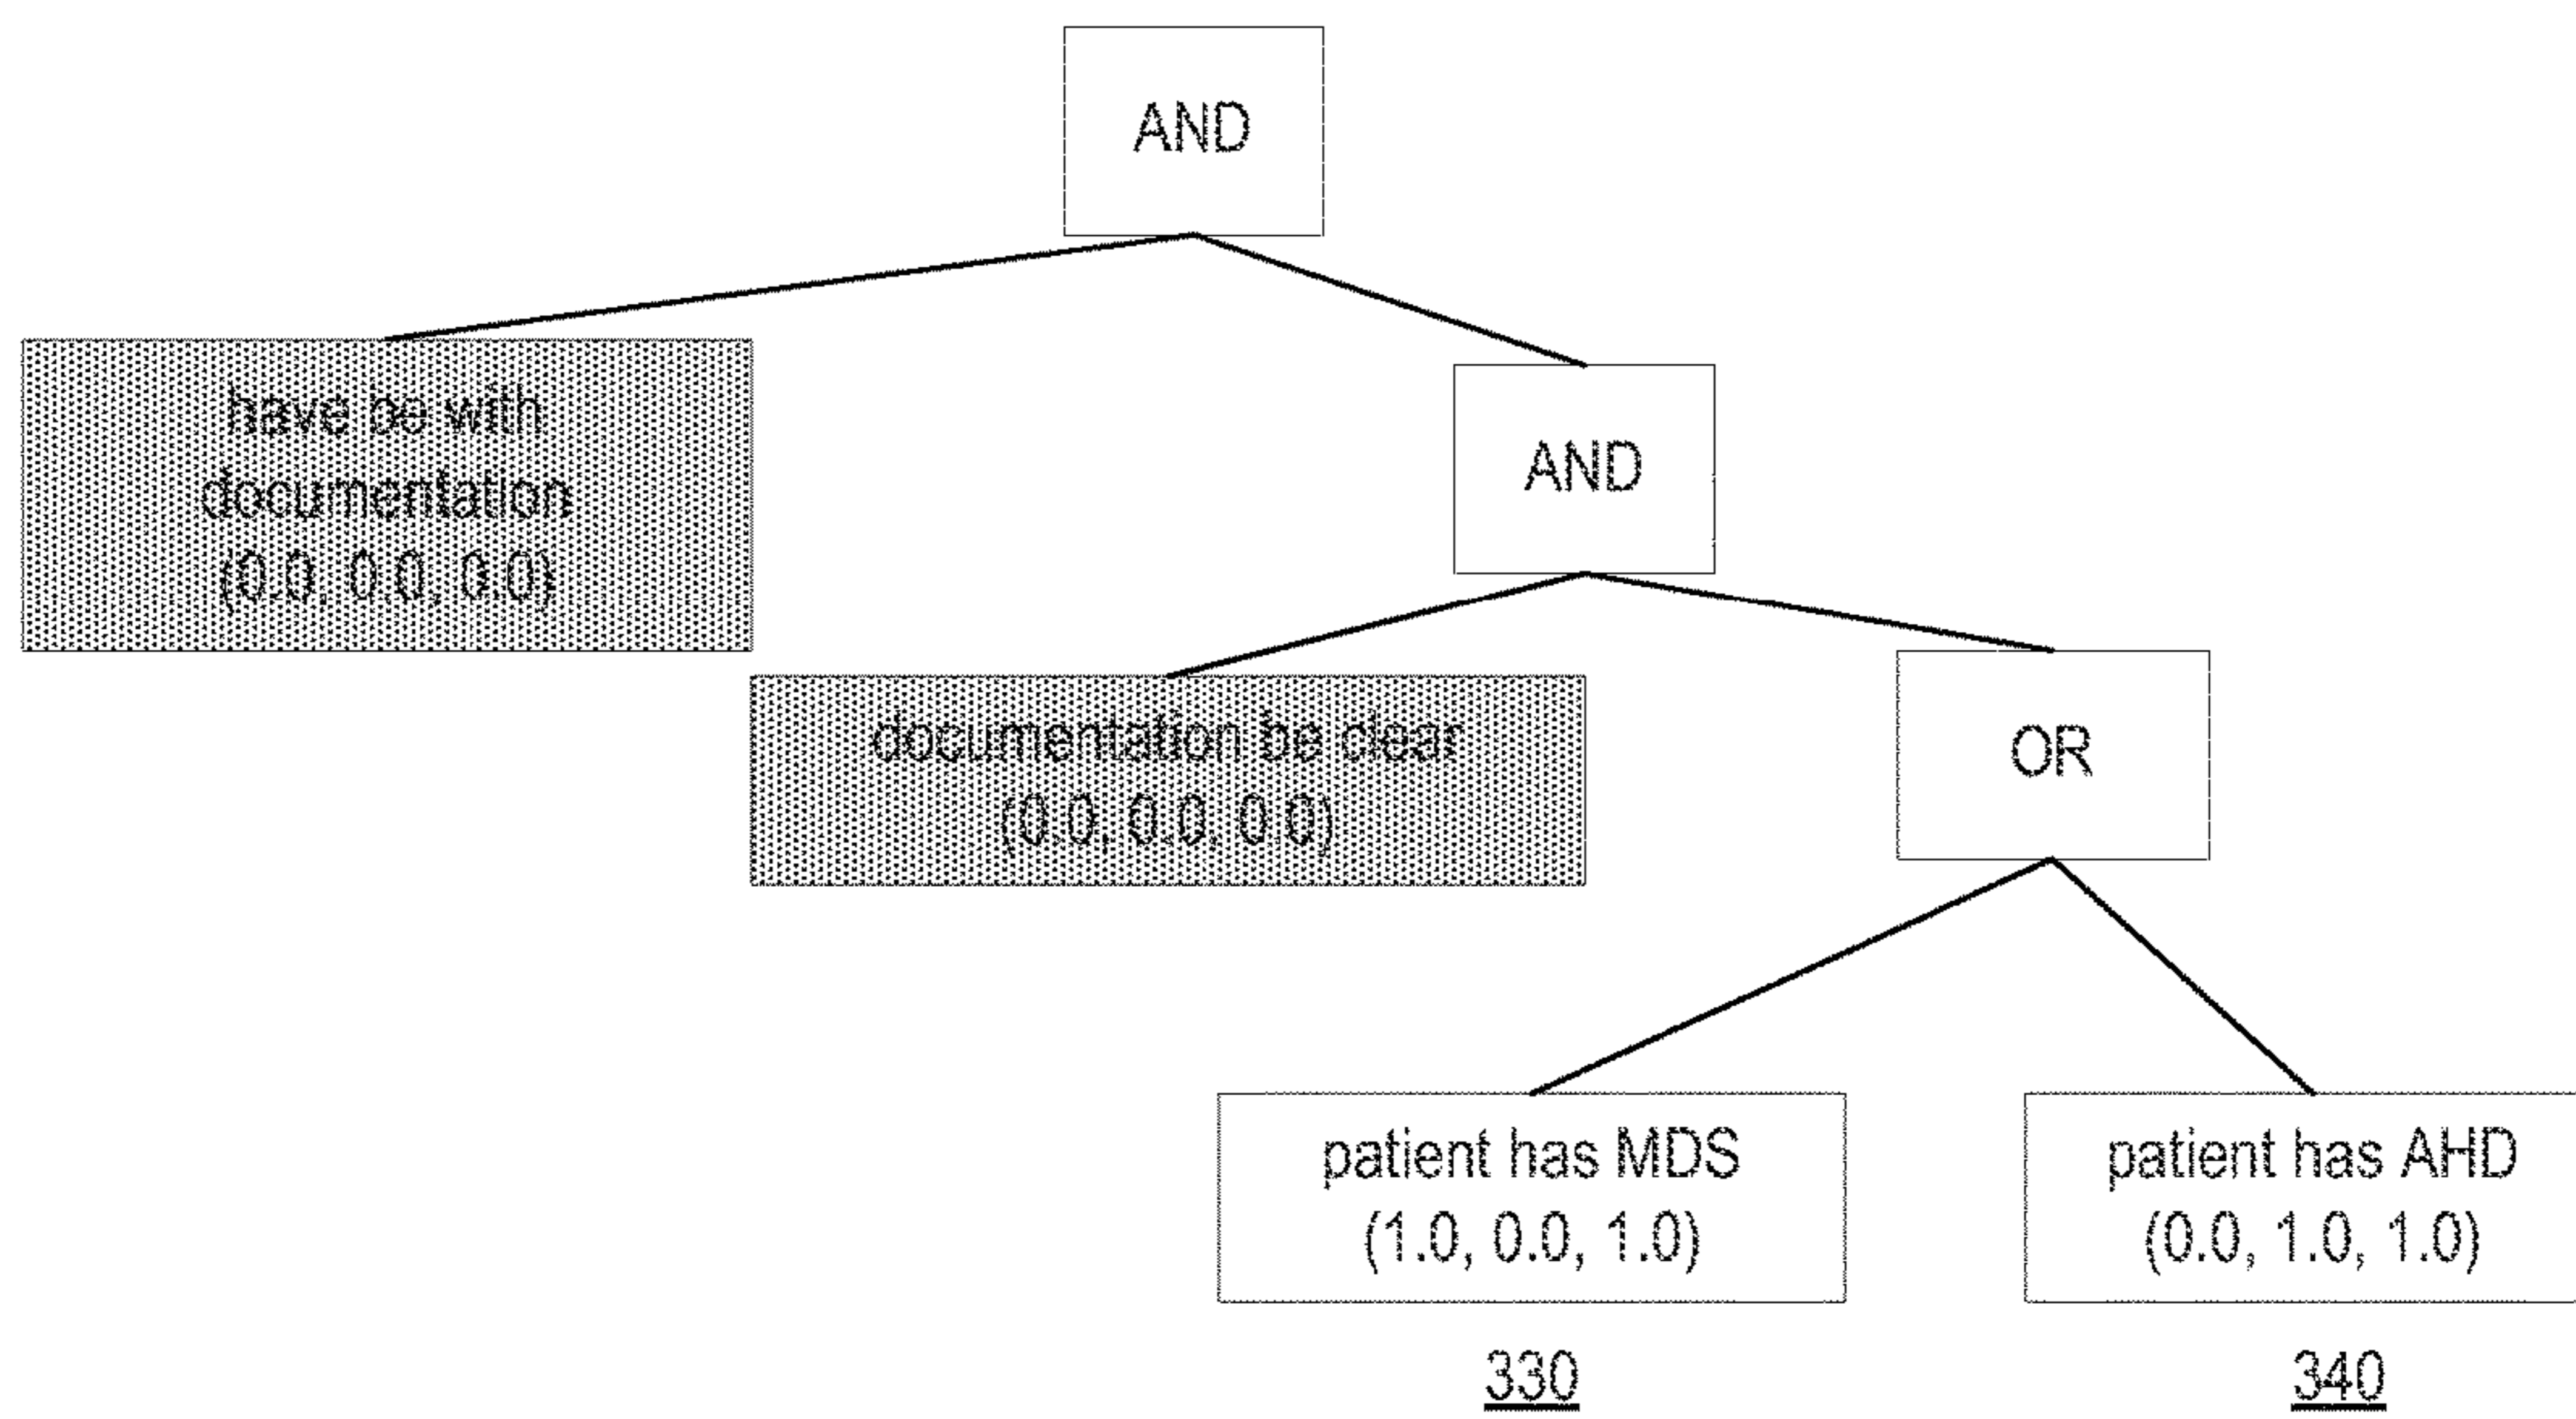 AND
have be with
documentation
(0.0, 0.0, 0.0)
AND
documentation be clear
(0.0, 0.0, 0.0)
OR
patient has MDS
(1.0, 0.0, 1.0)
patient has AHD
(0.0, 1.0, 1.0)
330
340